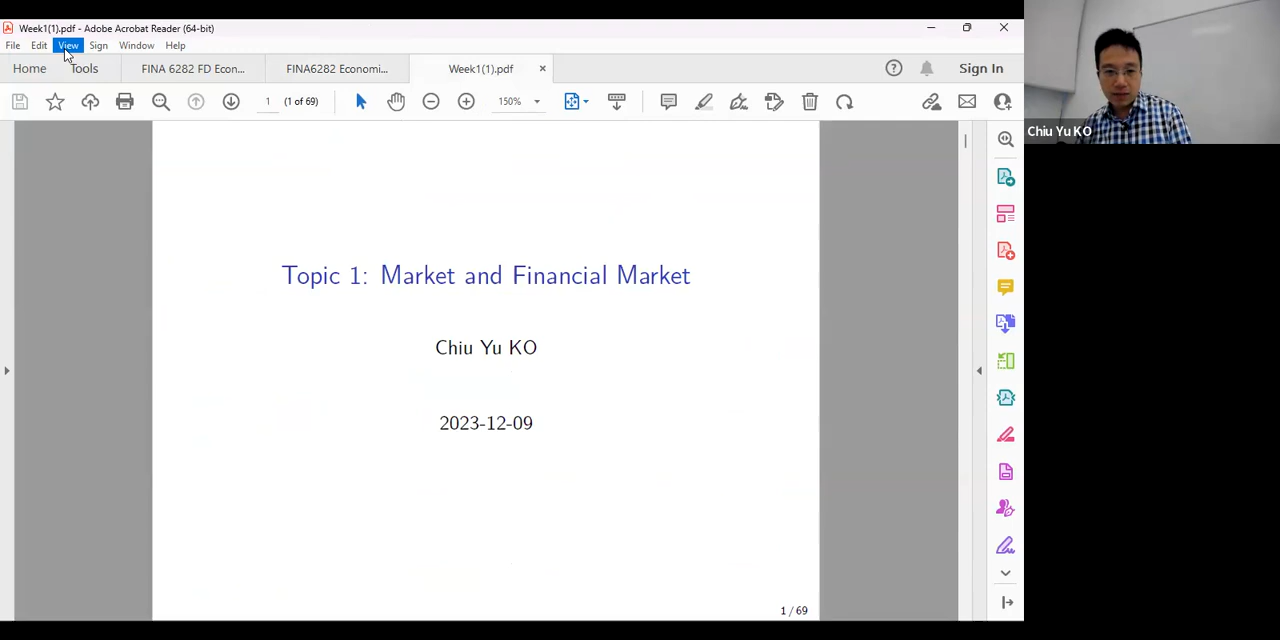 Week1(1).pdf - Adobe Acrobat Reader (64-bit)
File Edit View Sign Window Help
Home Tools FINA 6282 FD Econ... FINA6282 Economi... Week1(1).pdf Sign In
1 (1 of 69) 150%
Chiu Yu KO
Topic 1: Market and Financial Market
Chiu Yu KO
2023-12-09
1 / 69